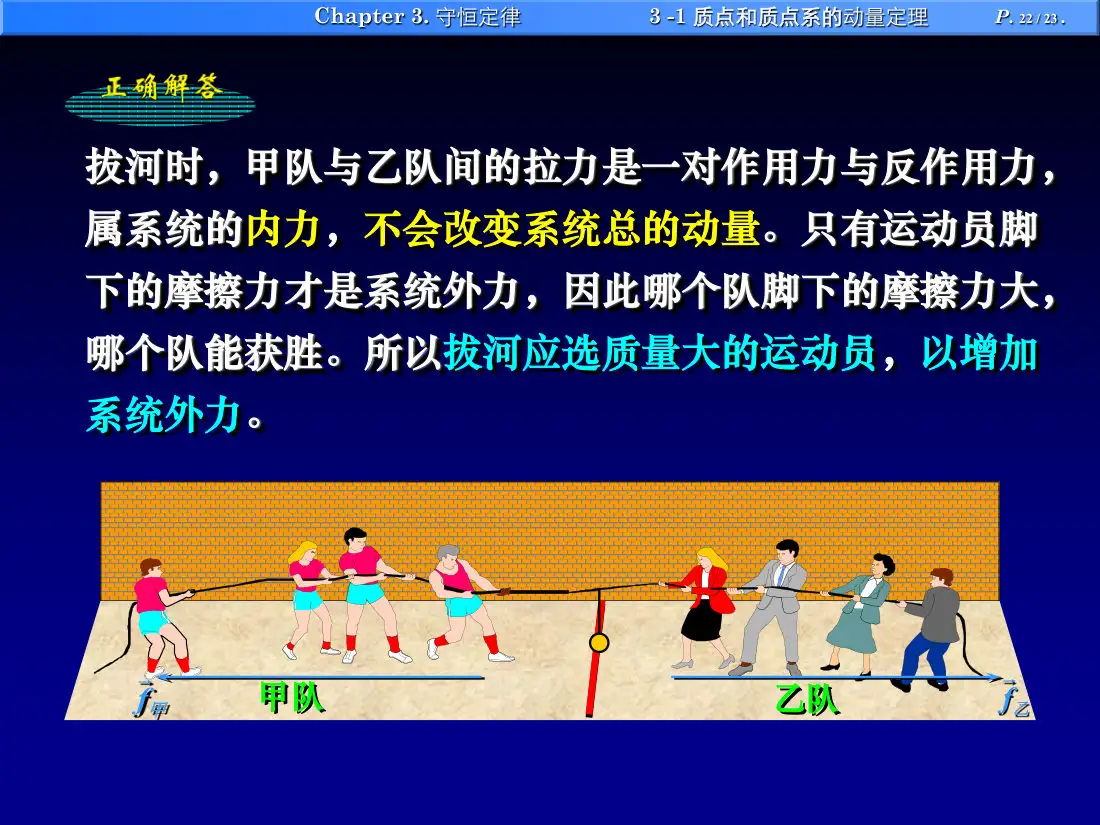 Chapter 3. 守恒定律 3 -1 质点和质点系的动量定理 P. 22 / 23 .
正确解答
拔河时，甲队与乙队间的拉力是一对作用力与反作用力，
属系统的内力，不会改变系统总的动量。只有运动员脚
下的摩擦力才是系统外力，因此哪个队脚下的摩擦力大，
哪个队能获胜。所以拔河应选质量大的运动员，以增加
系统外力。
f甲 甲队 乙队 f乙